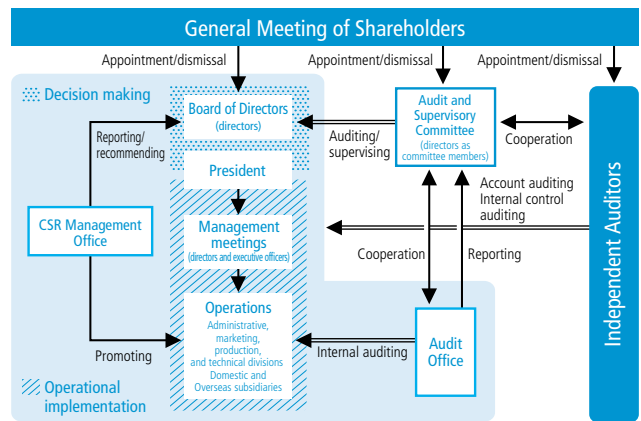 General Meeting of Shareholders
Appointment/dismissal
Appointment/dismissal
Appointment/dismissal
Decision making
Board of Directors
(directors)
Reporting/
recommending
Auditing/
supervising
Audit and
Supervisory
Committee
(directors as
committee members)
Cooperation
Independent Auditors
President
Account auditing
Internal control
auditing
CSR Management
Office
Management
meetings
(directors and executive officers)
Cooperation
Reporting
Operations
Administrative,
marketing,
production,
and technical divisions
Domestic and
Overseas subsidiaries
Promoting
Internal auditing
Audit
Office
Operational
implementation